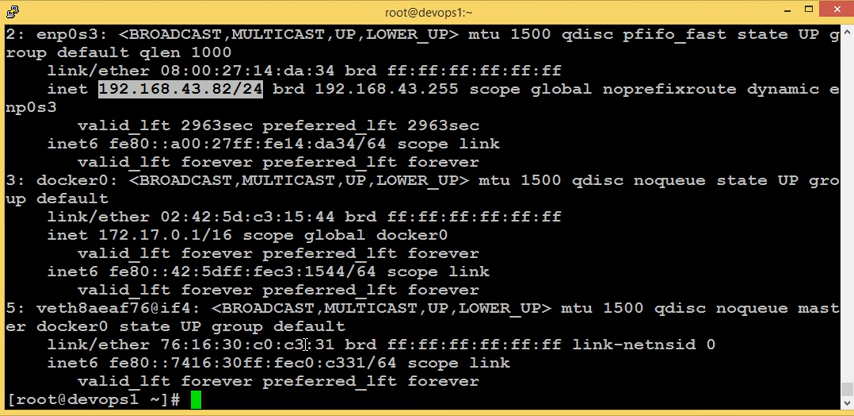 root@devops1:~
2: enp0s3: <BROADCAST,MULTICAST,UP,LOWER_UP> mtu 1500 qdisc pfifo_fast state UP g
roup default qlen 1000
link/ether 08:00:27:14:da:34 brd ff:ff:ff:ff:ff:ff
inet 192.168.43.82/24 brd 192.168.43.255 scope global noprefixroute dynamic e
np0s3
valid_lft 2963sec preferred_lft 2963sec
inet6 fe80::a00:27ff:fe14:da34/64 scope link
valid_lft forever preferred_lft forever
3: docker0: <BROADCAST,MULTICAST,UP,LOWER_UP> mtu 1500 qdisc noqueue state UP gro
up default
link/ether 02:42:5d:c3:15:44 brd ff:ff:ff:ff:ff:ff
inet 172.17.0.1/16 scope global docker0
valid_lft forever preferred_lft forever
inet6 fe80::42:5dff:fec3:1544/64 scope link
valid_lft forever preferred_lft forever
5: veth8aeaf76@if4: <BROADCAST,MULTICAST,UP,LOWER_UP> mtu 1500 qdisc noqueue mast
er docker0 state UP group default
link/ether 76:16:30:c0:c3:31 brd ff:ff:ff:ff:ff:ff link-netnsid 0
inet6 fe80::7416:30ff:fec0:c331/64 scope link
valid_lft forever preferred_lft forever
[root@devops1 ~]#